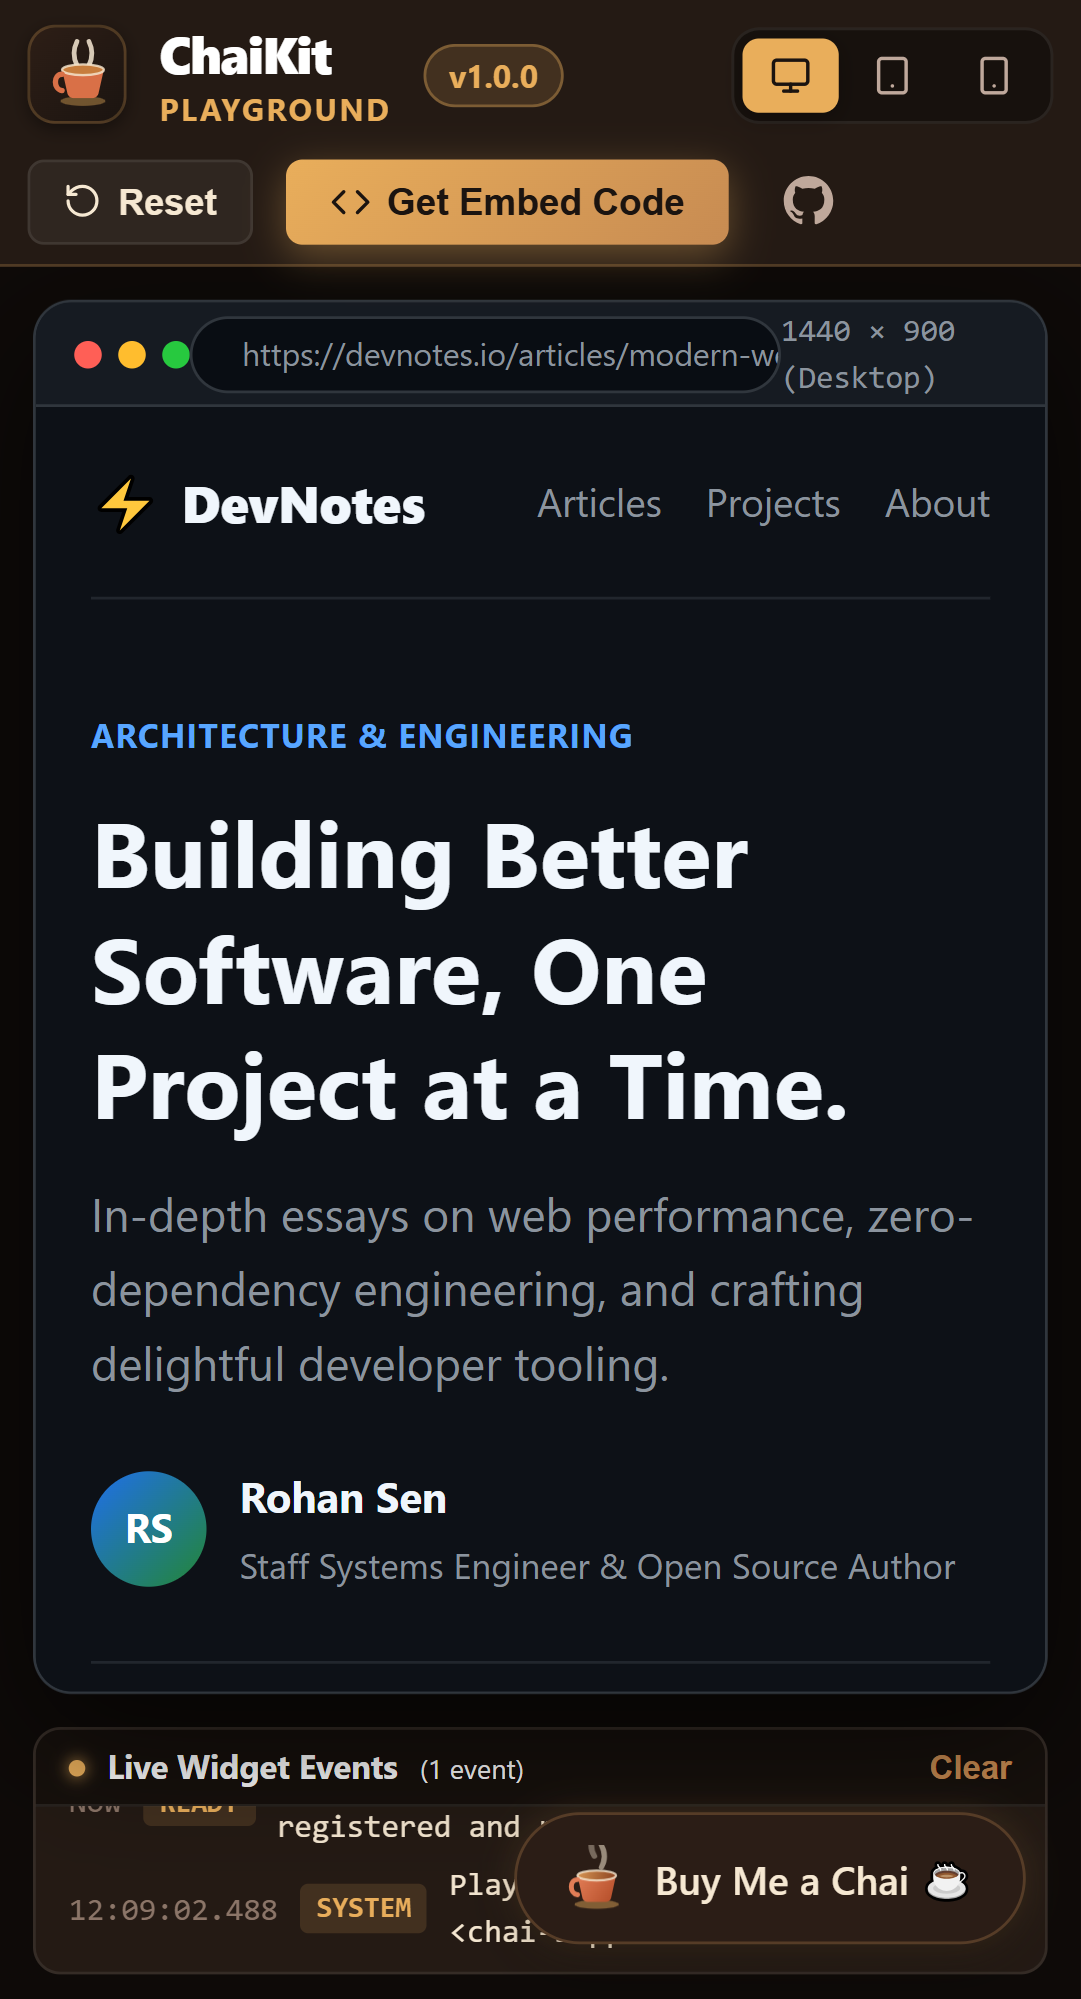 ChaiKit
PLAYGROUND
v1.0.0
Reset
Get Embed Code
https://devnotes.io/articles/modern-we
1440 × 900
(Desktop)
DevNotes
Articles Projects About
ARCHITECTURE & ENGINEERING
Building Better
Software, One
Project at a Time.
In-depth essays on web performance, zero-
dependency engineering, and crafting
delightful developer tooling.
RS
Rohan Sen
Staff Systems Engineer & Open Source Author
Live Widget Events (1 event)
Clear
Now READY
registered and
12:09:02.488 SYSTEM
Play
<chai-
Buy Me a Chai